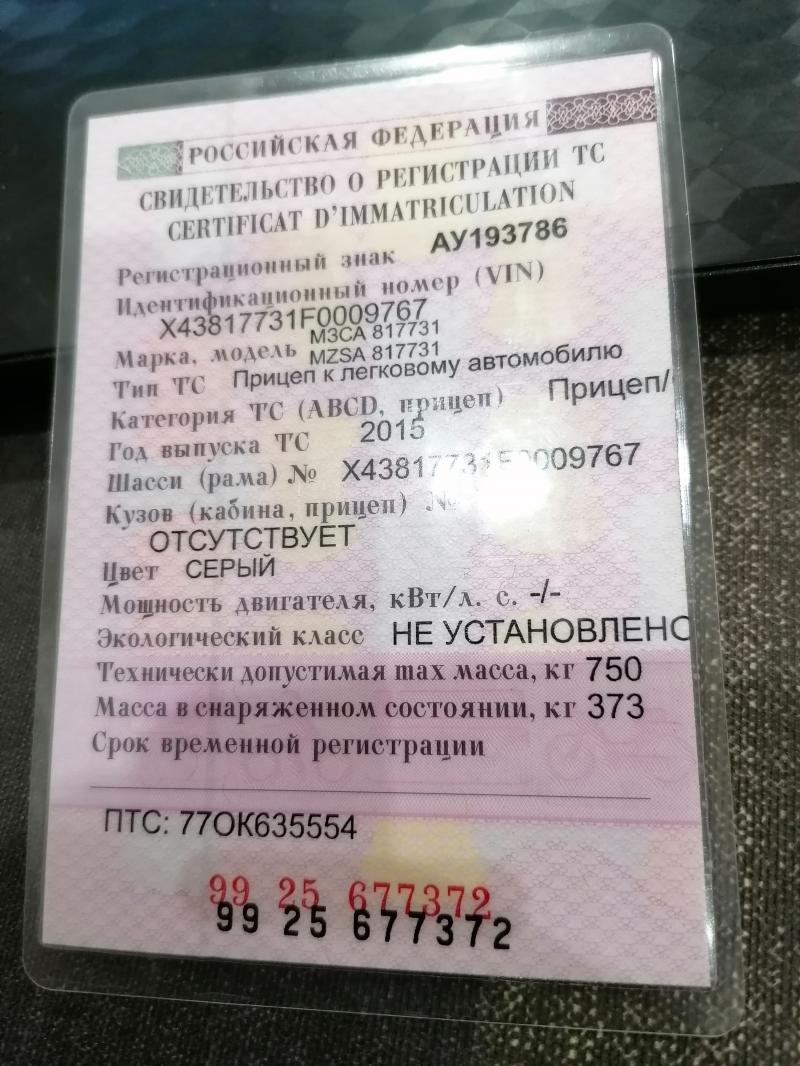 РОССИЙСКАЯ ФЕДЕРАЦИЯ
СВИДЕТЕЛЬСТВО О РЕГИСТРАЦИИ ТС
CERTIFICAT D'IMMATRICULATION
Регистрационный знак АУ193786
Идентификационный номер (VIN)
X43817731F0009767
Марка, модель МЗСА 817731
MZSA 817731
Тип ТС Прицеп к легковому автомобилю
Категория ТС (ABCD, прицеп) Прицеп/
Год выпуска ТС 2015
Шасси (рама) № X43817731F0009767
Кузов (кабина, прицеп) №
ОТСУТСТВУЕТ
Цвет СЕРЫЙ
Мощность двигателя, кВт/л. с. -/-
Экологический класс НЕ УСТАНОВЛЕНО
Технически допустимая max масса, кг 750
Масса в снаряженном состоянии, кг 373
Срок временной регистрации
ПТС: 77ОК635554
99 25 677372
99 25 677372